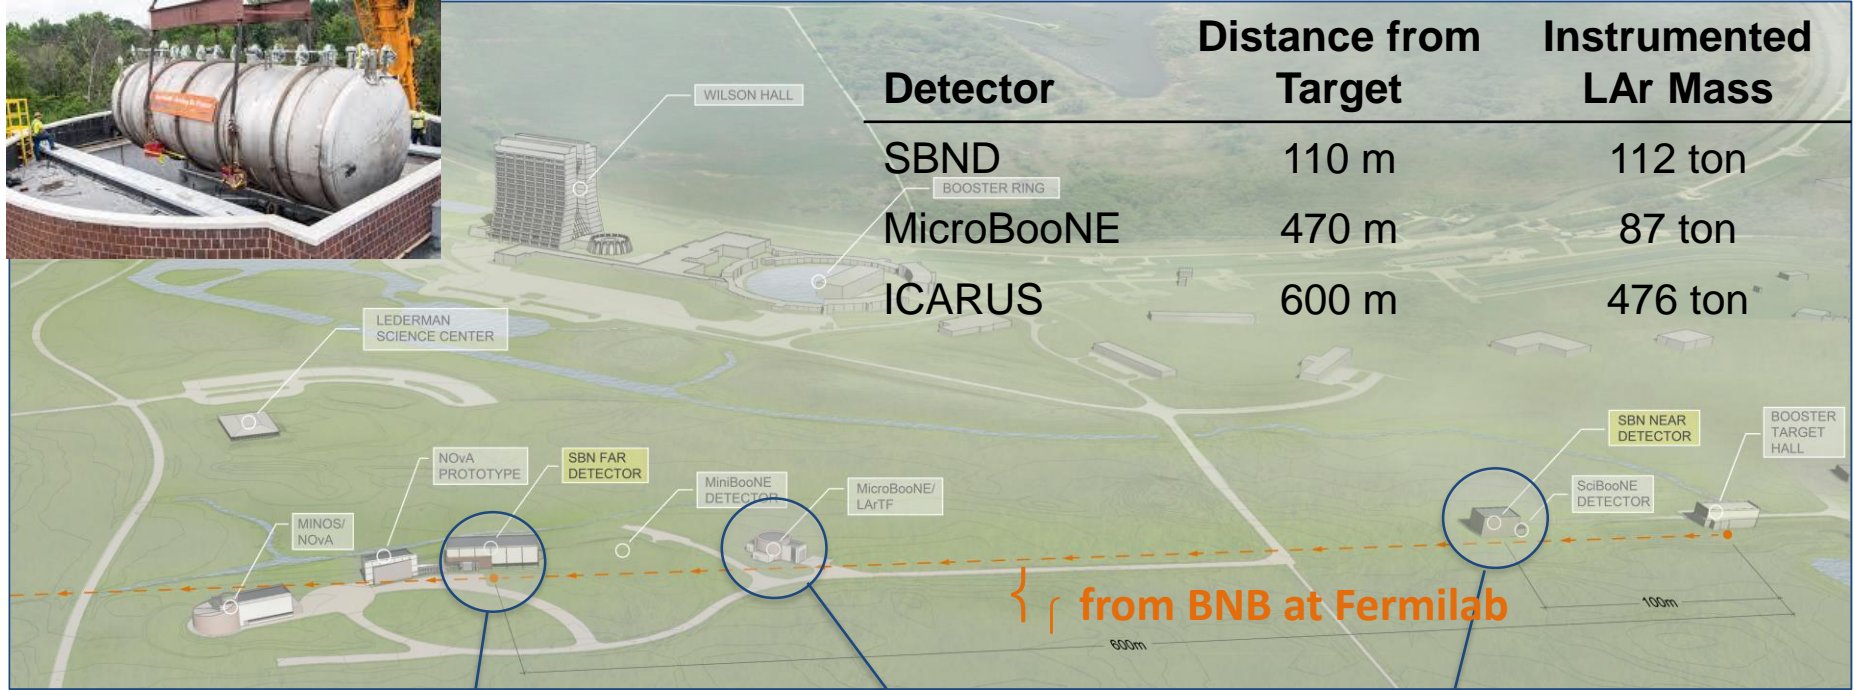 Distance from Instrumented
Detector Target LAr Mass
SBND 110 m 112 ton
MicroBooNE 470 m 87 ton
ICARUS 600 m 476 ton
WILSON HALL
BOOSTER RING
LEDERMAN
SCIENCE CENTER
NOvA
PROTOTYPE
SBN FAR
DETECTOR
MiniBooNE
DETECTOR
MicroBooNE/
LArTF
SBN NEAR
DETECTOR
BOOSTER
TARGET
HALL
SciBooNE
DETECTOR
MINOS/
NOvA
from BNB at Fermilab
100m
600m